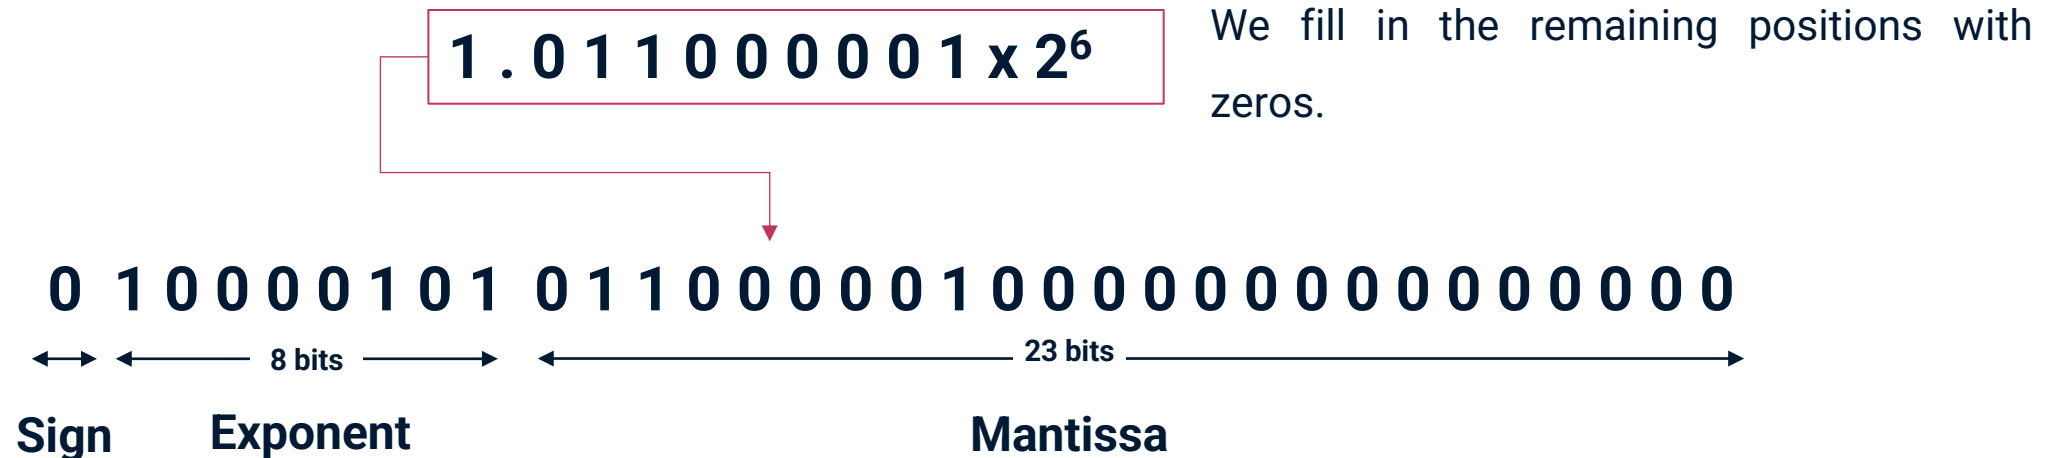 1 . 0 1 1 0 0 0 0 0 1 x 2⁶
We fill in the remaining positions with
zeros.
0 1 0 0 0 0 1 0 1 0 1 1 0 0 0 0 0 1 0 0 0 0 0 0 0 0 0 0 0 0 0 0 0
8 bits
23 bits
Sign
Exponent
Mantissa